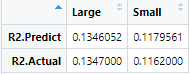 Large Small
R2.Predict 0.1346052 0.1179561
R2.Actual 0.1347000 0.1162000